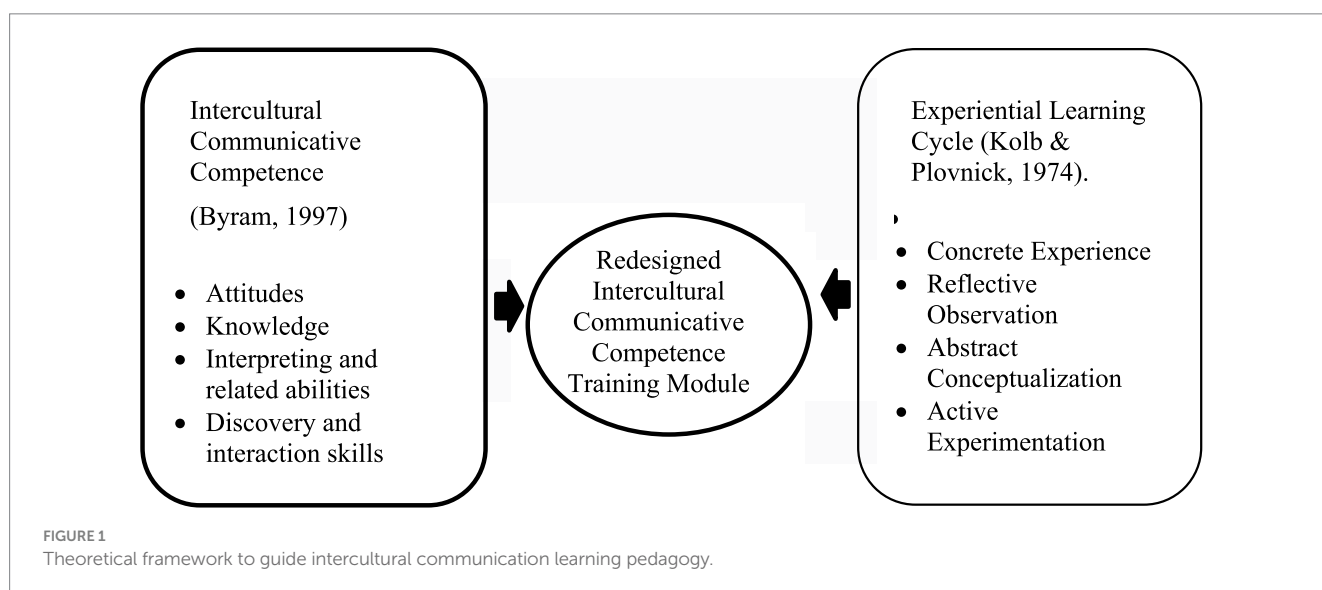 Intercultural
Communicative
Competence
(Byram, 1997)
• Attitudes
• Knowledge
• Interpreting and
related abilities
• Discovery and
interaction skills
Redesigned
Intercultural
Communicative
Competence
Training Module
Experiential Learning
Cycle (Kolb &
Plovnick, 1974).
•
• Concrete Experience
• Reflective
Observation
• Abstract
Conceptualization
• Active
Experimentation
FIGURE 1
Theoretical framework to guide intercultural communication learning pedagogy.